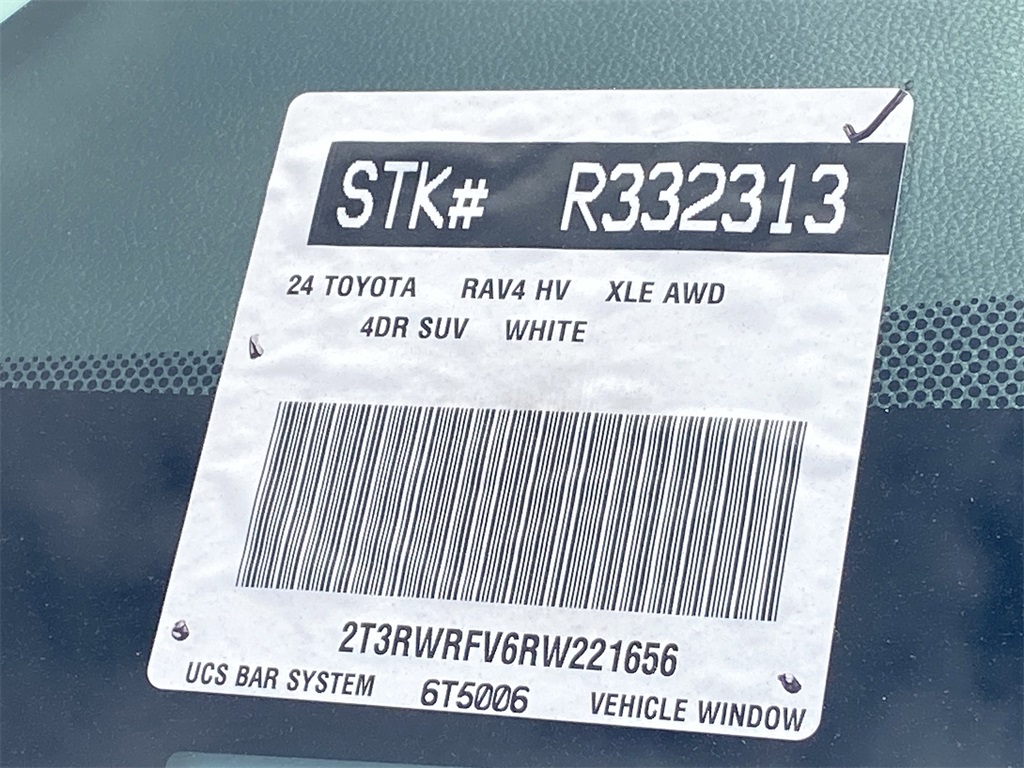 STK# R332313
24 TOYOTA RAV4 HV XLE AWD
4DR SUV WHITE
2T3RWRFV6RW221656
UCS BAR SYSTEM 6T5006 VEHICLE WINDOW